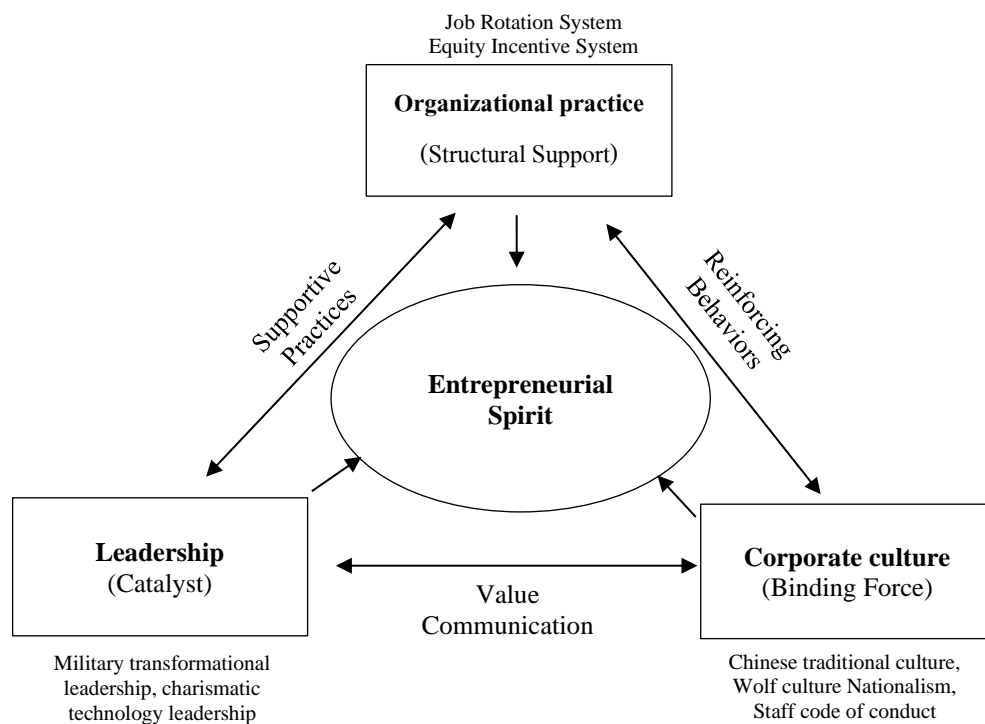 Job Rotation System
Equity Incentive System
Organizational practice
(Structural Support)
Supportive
Practices
Reinforcing
Behaviors
Entrepreneurial
Spirit
Leadership
(Catalyst)
Value
Communication
Corporate culture
(Binding Force)
Military transformational
leadership, charismatic
technology leadership
Chinese traditional culture,
Wolf culture Nationalism,
Staff code of conduct